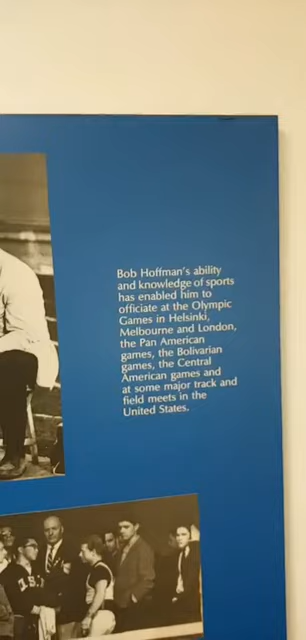 Bob Hoffman's ability
and knowledge of sports
has enabled him to
officiate at the Olympic
Games in Helsinki,
Melbourne and London,
the Pan American
games, the Bolivarian
games, the Central
American games and
at some major track and
field meets in the
United States.